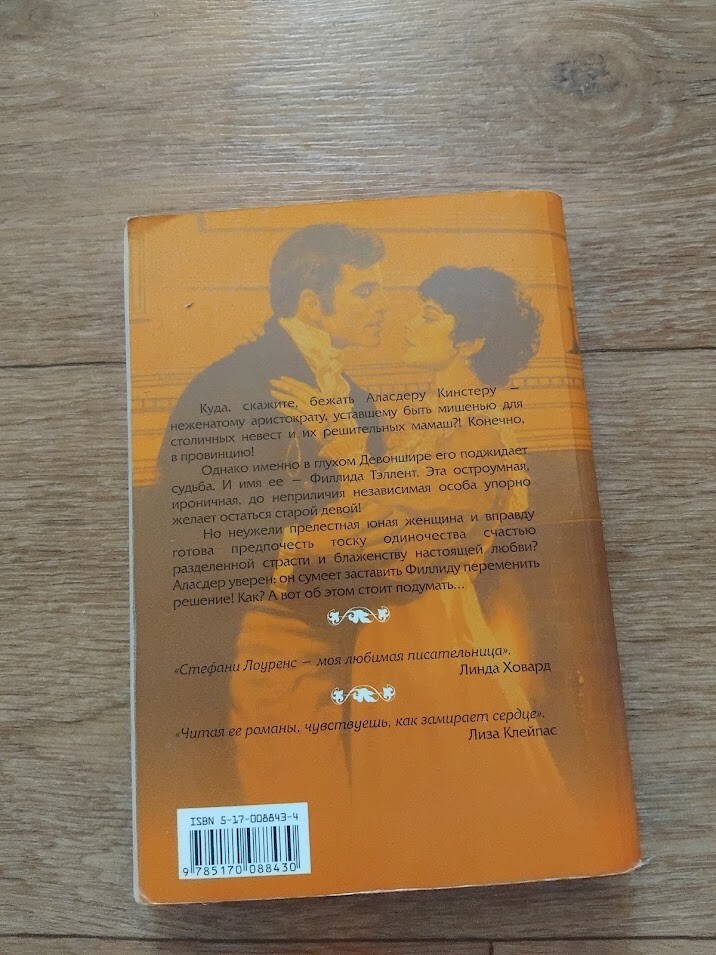 Куда, скажите, бежать Аласдеру Кинстеру –
неженатому аристократу, уставшему быть мишенью для
столичных невест и их решительных мамаш?! Конечно,
в провинцию!
Однако именно в глухом Девоншире его поджидает
судьба. И имя ее – Филлида Тэллент. Эта остроумная,
ироничная, до неприличия независимая особа упорно
желает остаться старой девой!
Но неужели прелестная юная женщина и вправду
готова предпочесть тоску одиночества счастью
разделенной страсти и блаженству настоящей любви?
Аласдер уверен: он сумеет заставить Филлиду переменить
решение! Как? А вот об этом стоит подумать...
«Стефани Лоуренс – моя любимая писательница».
Линда Ховард
«Читая ее романы, чувствуешь, как замирает сердце».
Лиза Клейпас
ISBN 5-17-008843-4
9 785170 088430